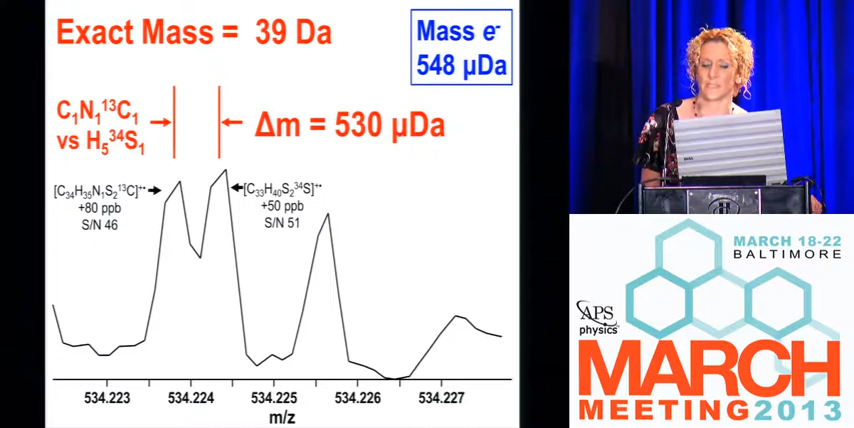 Exact Mass = 39 Da
Mass e-
548 µDa
C1N1¹³C1
vs H5³⁴S1
Δm = 530 µDa
[C34H35N1S2¹³C]+•
+80 ppb
S/N 46
[C33H40S2³⁴S]+•
+50 ppb
S/N 51
534.223 534.224 534.225 534.226 534.227
m/z
MARCH 18-22
BALTIMORE
APS
physics
MARCH
MEETING2013